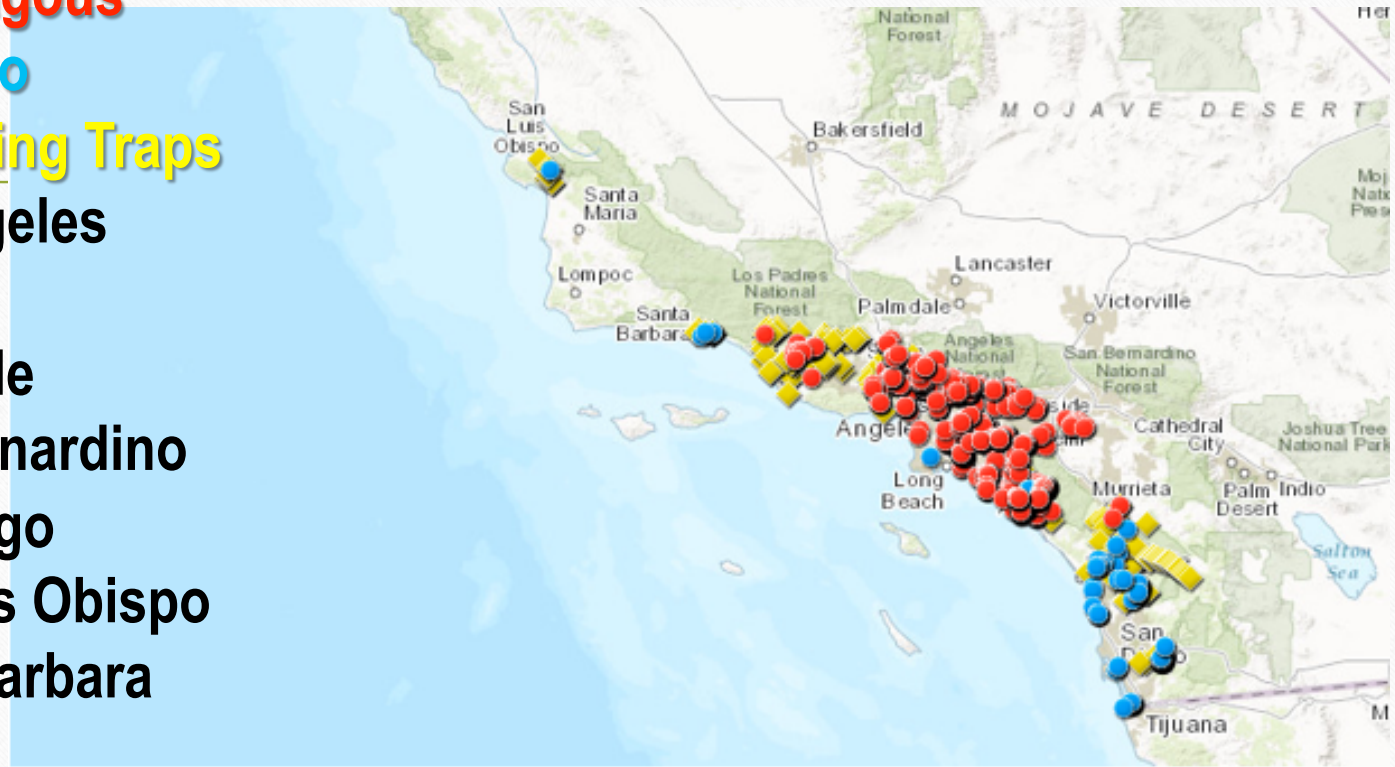 gous
o
ing Traps
geles
le
nardino
go
s Obispo
arbara
National
Forest
M O J A V E D E S E R T
San
Luis
Obispo
Bakersfield
Santa
Maria
Lompoc
Los Padres
National
Forest
Lancaster
Palmdale
Victorville
Santa
Barbara
Angeles
National
San Bernardino
National
Forest
side
Angele
Cathedral
City
Joshua Tree
National Park
Long
Beach
Murrieta
Palm
Desert
Indio
Salton
Sea
San
Tijuana
M